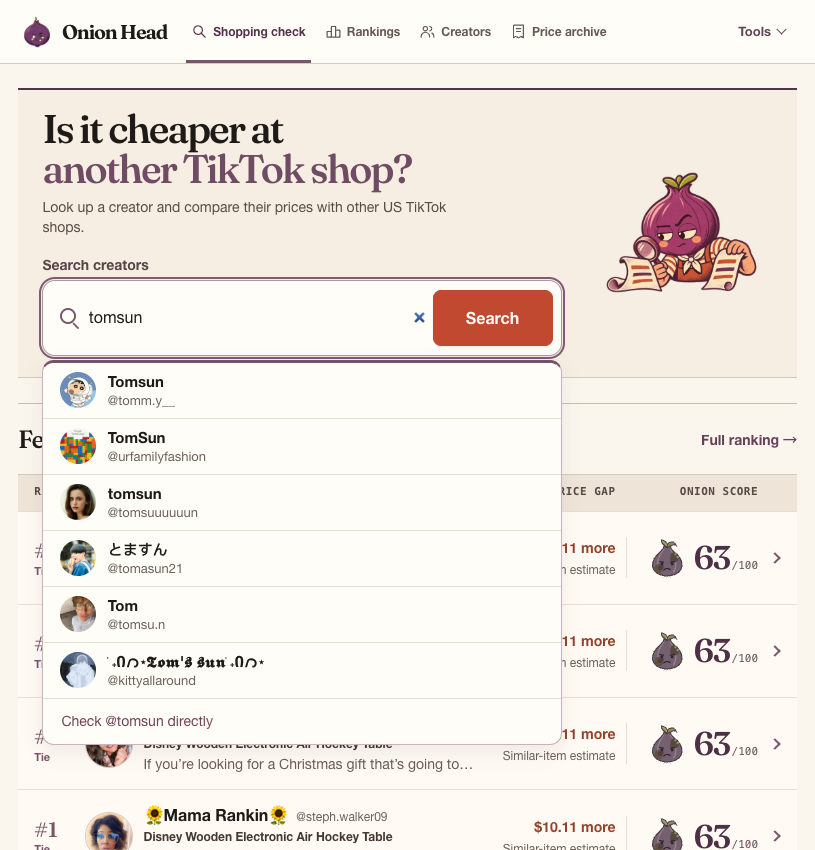 Onion Head
Shopping check
Rankings
Creators
Price archive
Tools
Is it cheaper at
another TikTok shop?
Look up a creator and compare their prices with other US TikTok
shops.
Search creators
tomsun
Search
Tomsun
@tomm.y__
TomSun
@urfamilyfashion
tomsun
@tomsuuuuuun
とますん
@tomasun21
Tom
@tomsu.n
𝕿𝖔𝖒'𝖘 𝖘𝖚𝖓
@kittyallaround
Check @tomsun directly
Full ranking →
ONION SCORE
GAP
11 more
estimate
63/100
11 more
estimate
63/100
11 more
Tie
Disney Wooden Electronic Air Hockey Table
If you’re looking for a Christmas gift that’s going to…
Similar-item estimate
63/100
#1
🌻Mama Rankin🌻 @steph.walker09
Disney Wooden Electronic Air Hockey Table
$10.11 more
Similar-item estimate
63/100
Tie